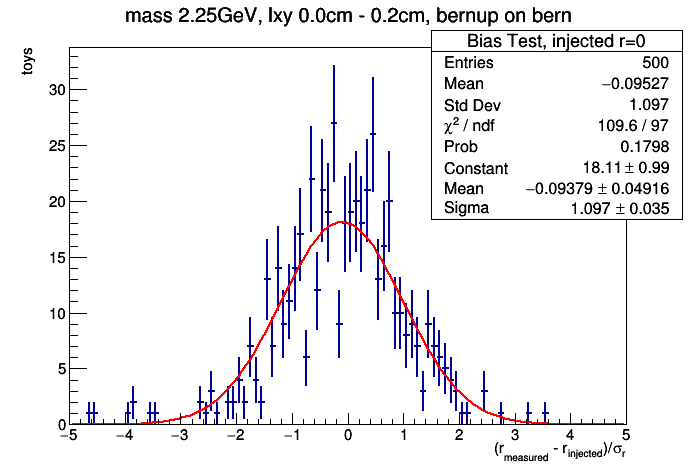 mass 2.25GeV, lxy 0.0cm - 0.2cm, bernup on bern
Bias Test, injected r=0
Entries 500
Mean −0.09527
Std Dev 1.097
χ² / ndf 109.6 / 97
Prob 0.1798
Constant 18.11 ± 0.99
Mean −0.09379 ± 0.04916
Sigma 1.097 ± 0.035
toys
30
25
20
15
10
5
0
−5 −4 −3 −2 −1 0 1 2 3 4 5
(r_measured - r_injected)/σ_r